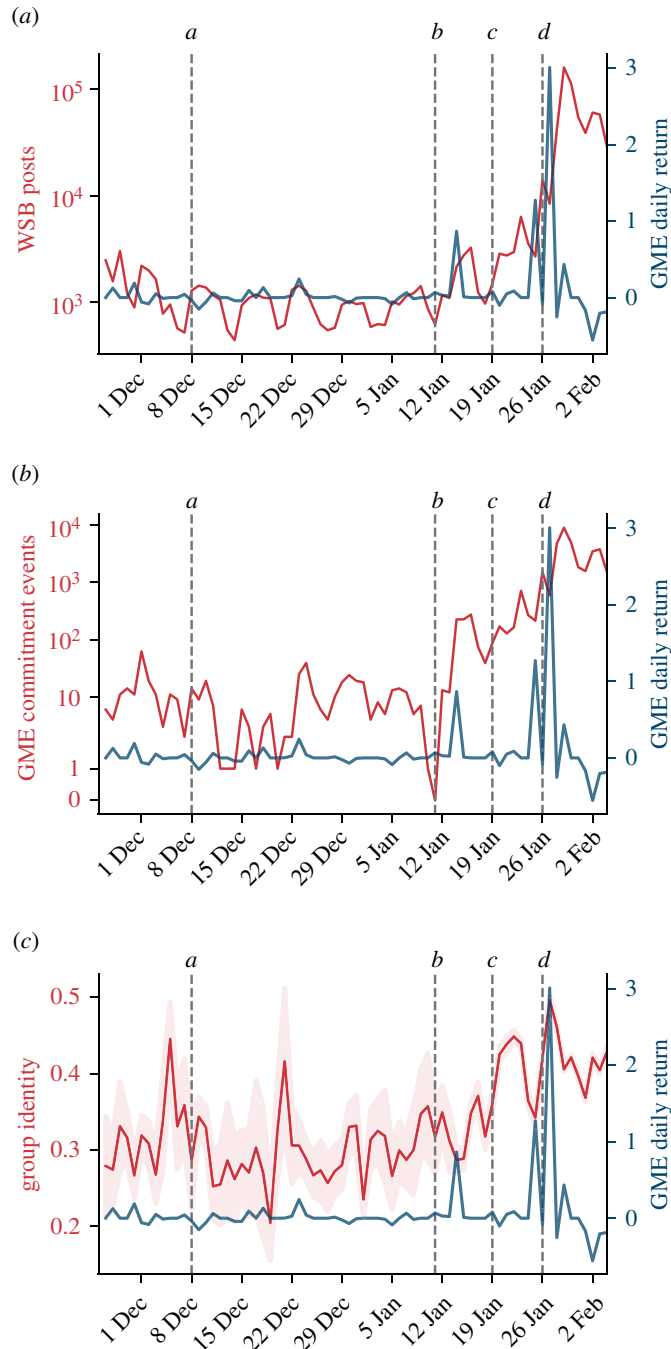 (a)
a b c d
10^5
10^4
10^3
WSB posts
3
2
1
0
GME daily return
1 Dec
8 Dec
15 Dec
22 Dec
29 Dec
5 Jan
12 Jan
19 Jan
26 Jan
2 Feb
(b)
a b c d
10^4
10^3
10^2
10
1
0
GME commitment events
3
2
1
0
GME daily return
1 Dec
8 Dec
15 Dec
22 Dec
29 Dec
5 Jan
12 Jan
19 Jan
26 Jan
2 Feb
(c)
a b c d
0.5
0.4
0.3
0.2
group identity
3
2
1
0
GME daily return
1 Dec
8 Dec
15 Dec
22 Dec
29 Dec
5 Jan
12 Jan
19 Jan
26 Jan
2 Feb